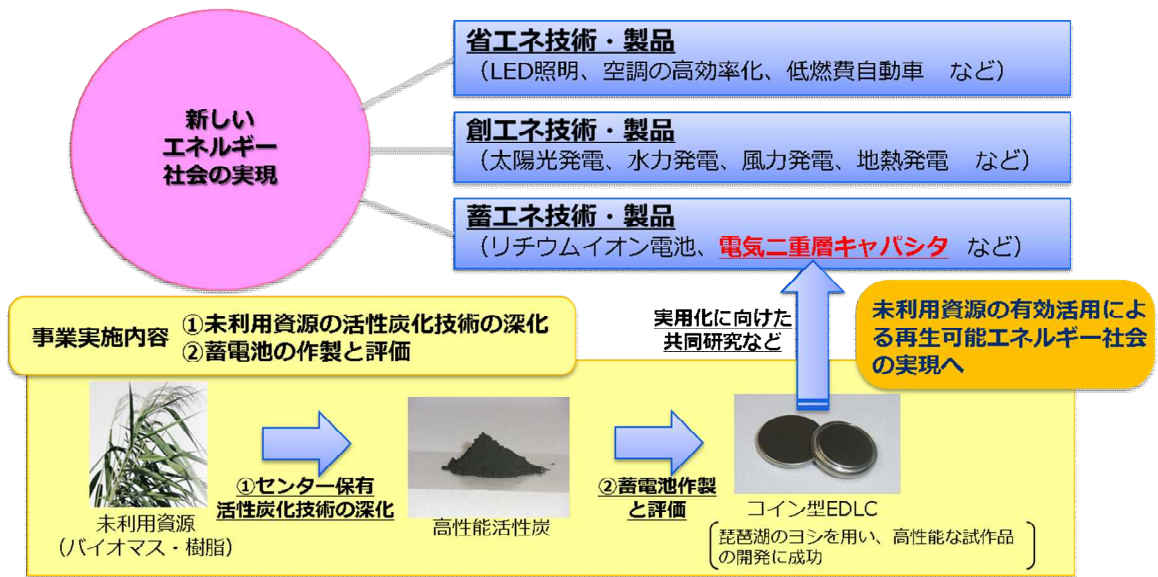 新しい
エネルギー
社会の実現
省エネ技術・製品
（LED照明、空調の高効率化、低燃費自動車　など）
創エネ技術・製品
（太陽光発電、水力発電、風力発電、地熱発電　など）
蓄エネ技術・製品
（リチウムイオン電池、電気二重層キャパシタ　など）
事業実施内容
①未利用資源の活性炭化技術の深化
②蓄電池の作製と評価
実用化に向けた
共同研究など
未利用資源の有効活用によ
る再生可能エネルギー社会
の実現へ
未利用資源
（バイオマス・樹脂）
①センター保有
活性炭化技術の深化
高性能活性炭
②蓄電池作製
と評価
コイン型EDLC
琵琶湖のヨシを用い、高性能な試作品
の開発に成功